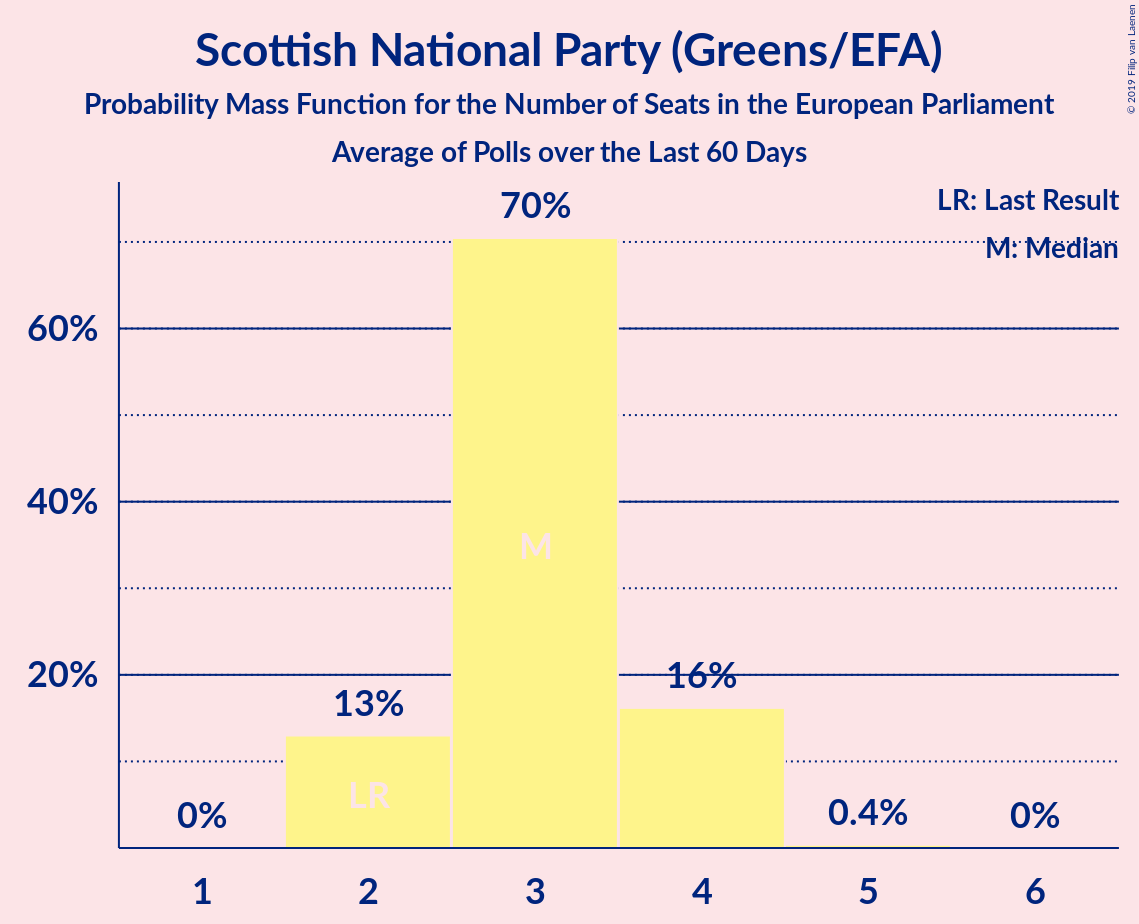 Scottish National Party (Greens/EFA)
Probability Mass Function for the Number of Seats in the European Parliament
Average of Polls over the Last 60 Days
© 2019 Filip van Laenen
LR: Last Result
M: Median
70%
60%
40%
M
20%
16%
13%
LR
0%
0.4%
0%
1 2 3 4 5 6